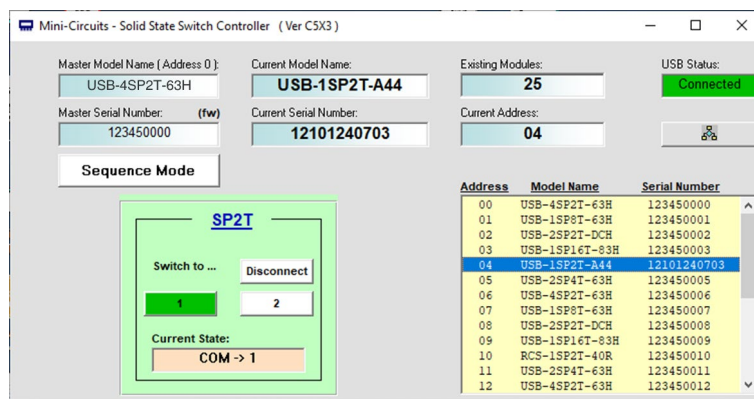 Mini-Circuits - Solid State Switch Controller ( Ver C5X3 )
Master Model Name ( Address 0 ): Current Model Name: Existing Modules: USB Status:
USB-4SP2T-63H USB-1SP2T-A44 25 Connected
Master Serial Number: (fw) Current Serial Number: Current Address:
123450000 12101240703 04
Sequence Mode
SP2T
Switch to ... Disconnect
1 2
Current State:
COM -> 1
Address Model Name Serial Number
00 USB-4SP2T-63H 123450000
01 USB-1SP8T-63H 123450001
02 USB-2SP2T-DCH 123450002
03 USB-1SP16T-83H 123450003
04 USB-1SP2T-A44 12101240703
05 USB-2SP4T-63H 123450005
06 USB-4SP2T-63H 123450006
07 USB-1SP8T-63H 123450007
08 USB-2SP2T-DCH 123450008
09 USB-1SP16T-83H 123450009
10 RCS-1SP2T-40R 123450010
11 USB-2SP4T-63H 123450011
12 USB-4SP2T-63H 123450012